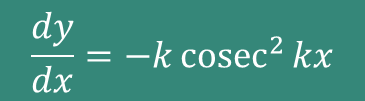 dy/dx = −k cosec² kx